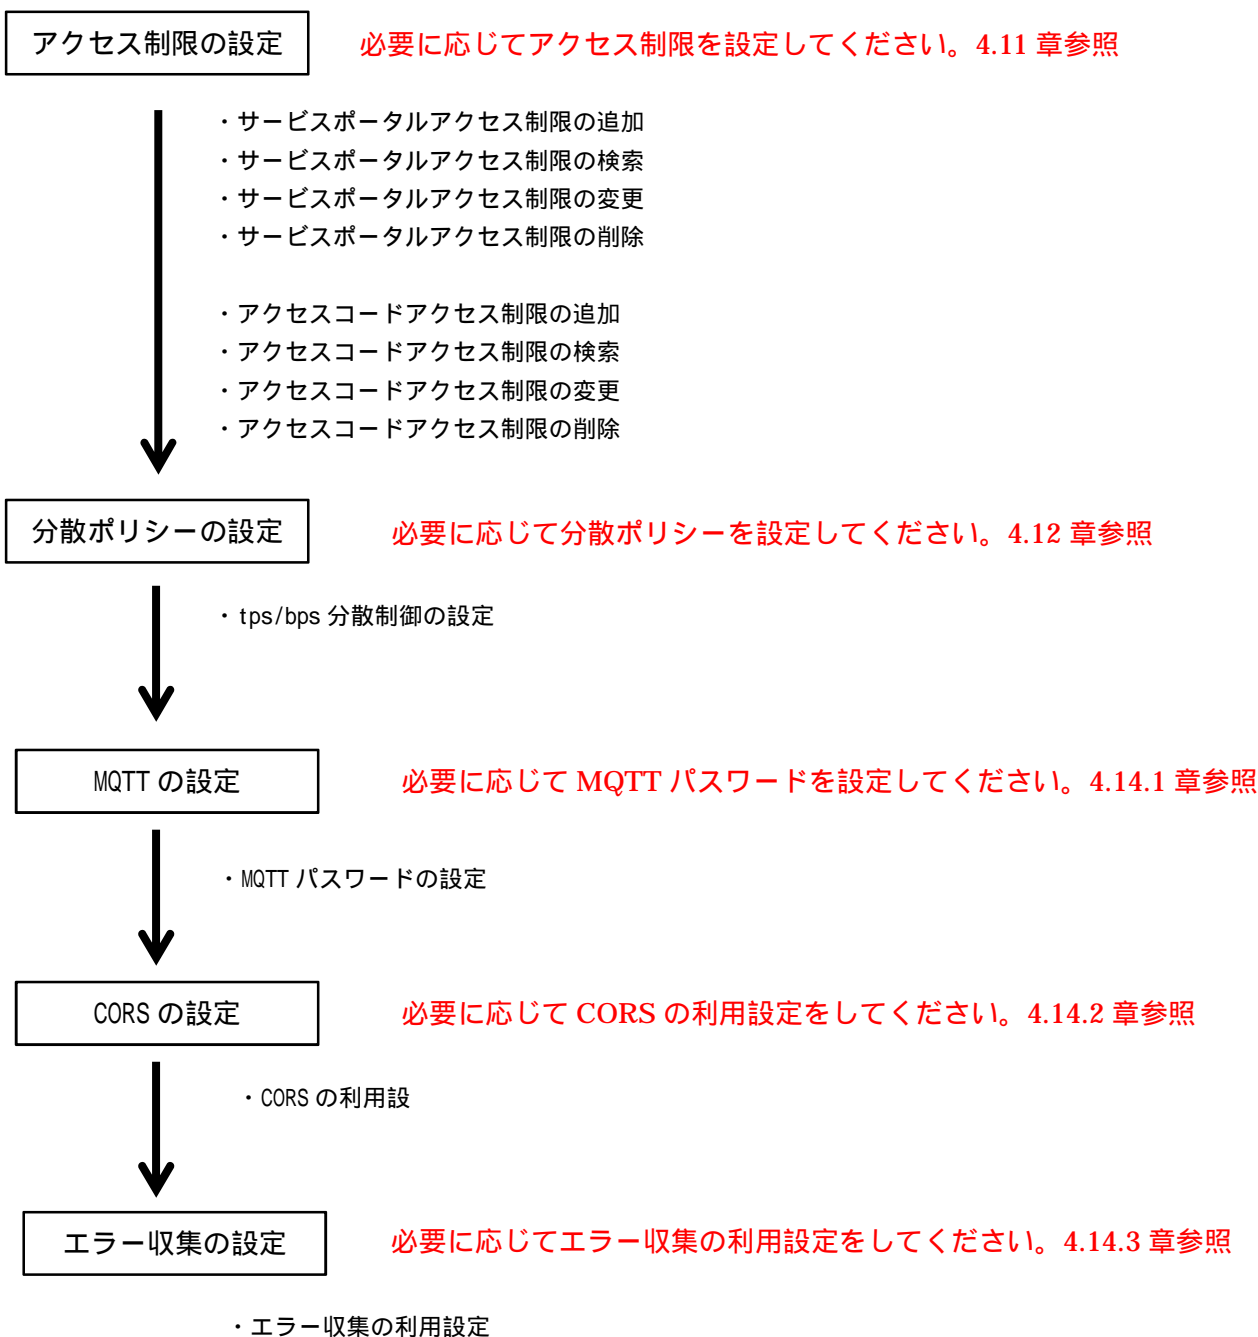 アクセス制限の設定
必要に応じてアクセス制限を設定してください。4.11 章参照
・サービスポータルアクセス制限の追加
・サービスポータルアクセス制限の検索
・サービスポータルアクセス制限の変更
・サービスポータルアクセス制限の削除
・アクセスコードアクセス制限の追加
・アクセスコードアクセス制限の検索
・アクセスコードアクセス制限の変更
・アクセスコードアクセス制限の削除
分散ポリシーの設定
必要に応じて分散ポリシーを設定してください。4.12 章参照
・tps/bps 分散制御の設定
MQTT の設定
必要に応じて MQTT パスワードを設定してください。4.14.1 章参照
・MQTT パスワードの設定
CORS の設定
必要に応じて CORS の利用設定をしてください。4.14.2 章参照
・CORS の利用設
エラー収集の設定
必要に応じてエラー収集の利用設定をしてください。4.14.3 章参照
・エラー収集の利用設定